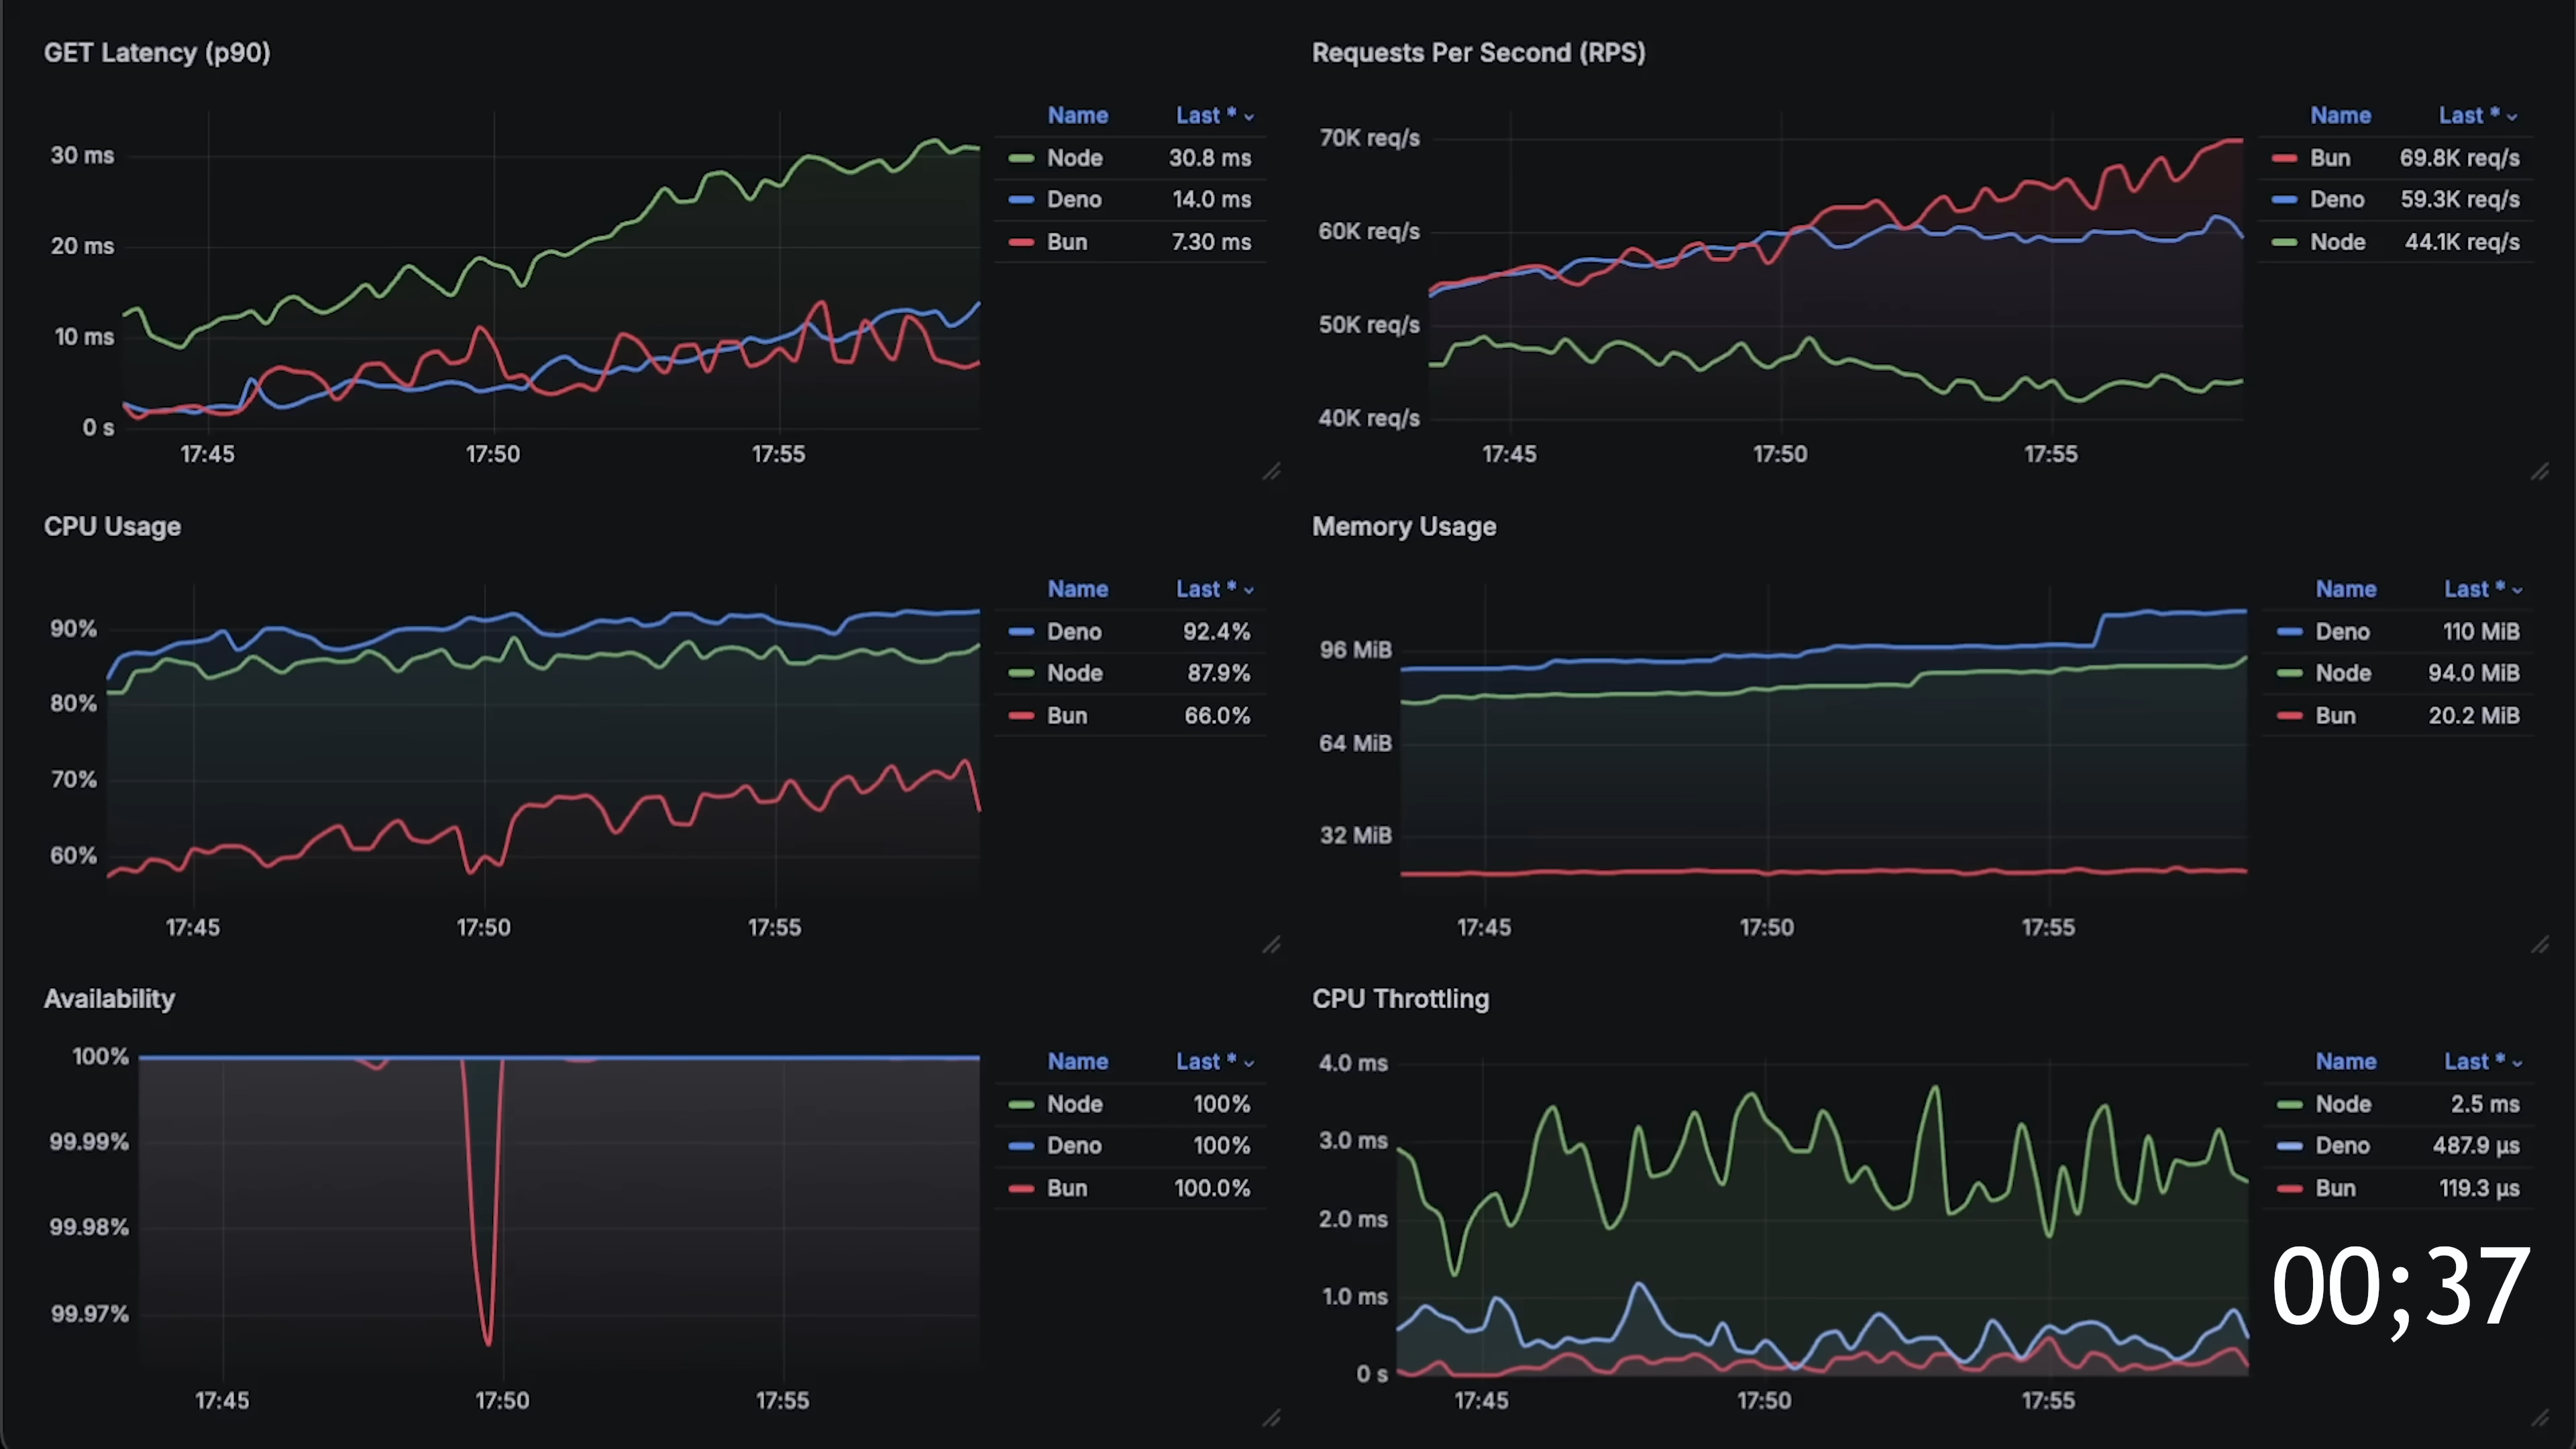 GET Latency (p90)
Name Last *
30 ms
20 ms
10 ms
0 s
17:45 17:50 17:55
Node 30.8 ms
Deno 14.0 ms
Bun 7.30 ms
Requests Per Second (RPS)
Name Last *
70K req/s
60K req/s
50K req/s
40K req/s
17:45 17:50 17:55
Bun 69.8K req/s
Deno 59.3K req/s
Node 44.1K req/s
CPU Usage
Name Last *
90%
80%
70%
60%
17:45 17:50 17:55
Deno 92.4%
Node 87.9%
Bun 66.0%
Memory Usage
Name Last *
96 MiB
64 MiB
32 MiB
17:45 17:50 17:55
Deno 110 MiB
Node 94.0 MiB
Bun 20.2 MiB
Availability
Name Last *
100%
99.99%
99.98%
99.97%
17:45 17:50 17:55
Node 100%
Deno 100%
Bun 100.0%
CPU Throttling
Name Last *
4.0 ms
3.0 ms
2.0 ms
1.0 ms
0 s
17:45 17:50 17:55
Node 2.5 ms
Deno 487.9 µs
Bun 119.3 µs
00;37